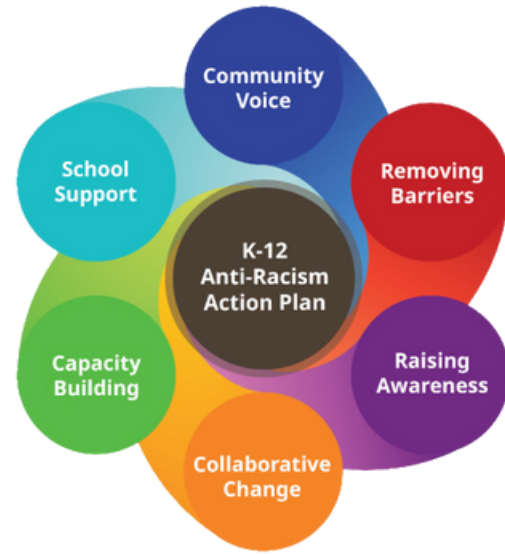 Community
Voice
Removing
Barriers
Raising
Awareness
Collaborative
Change
Capacity
Building
School
Support
K-12
Anti-Racism
Action Plan